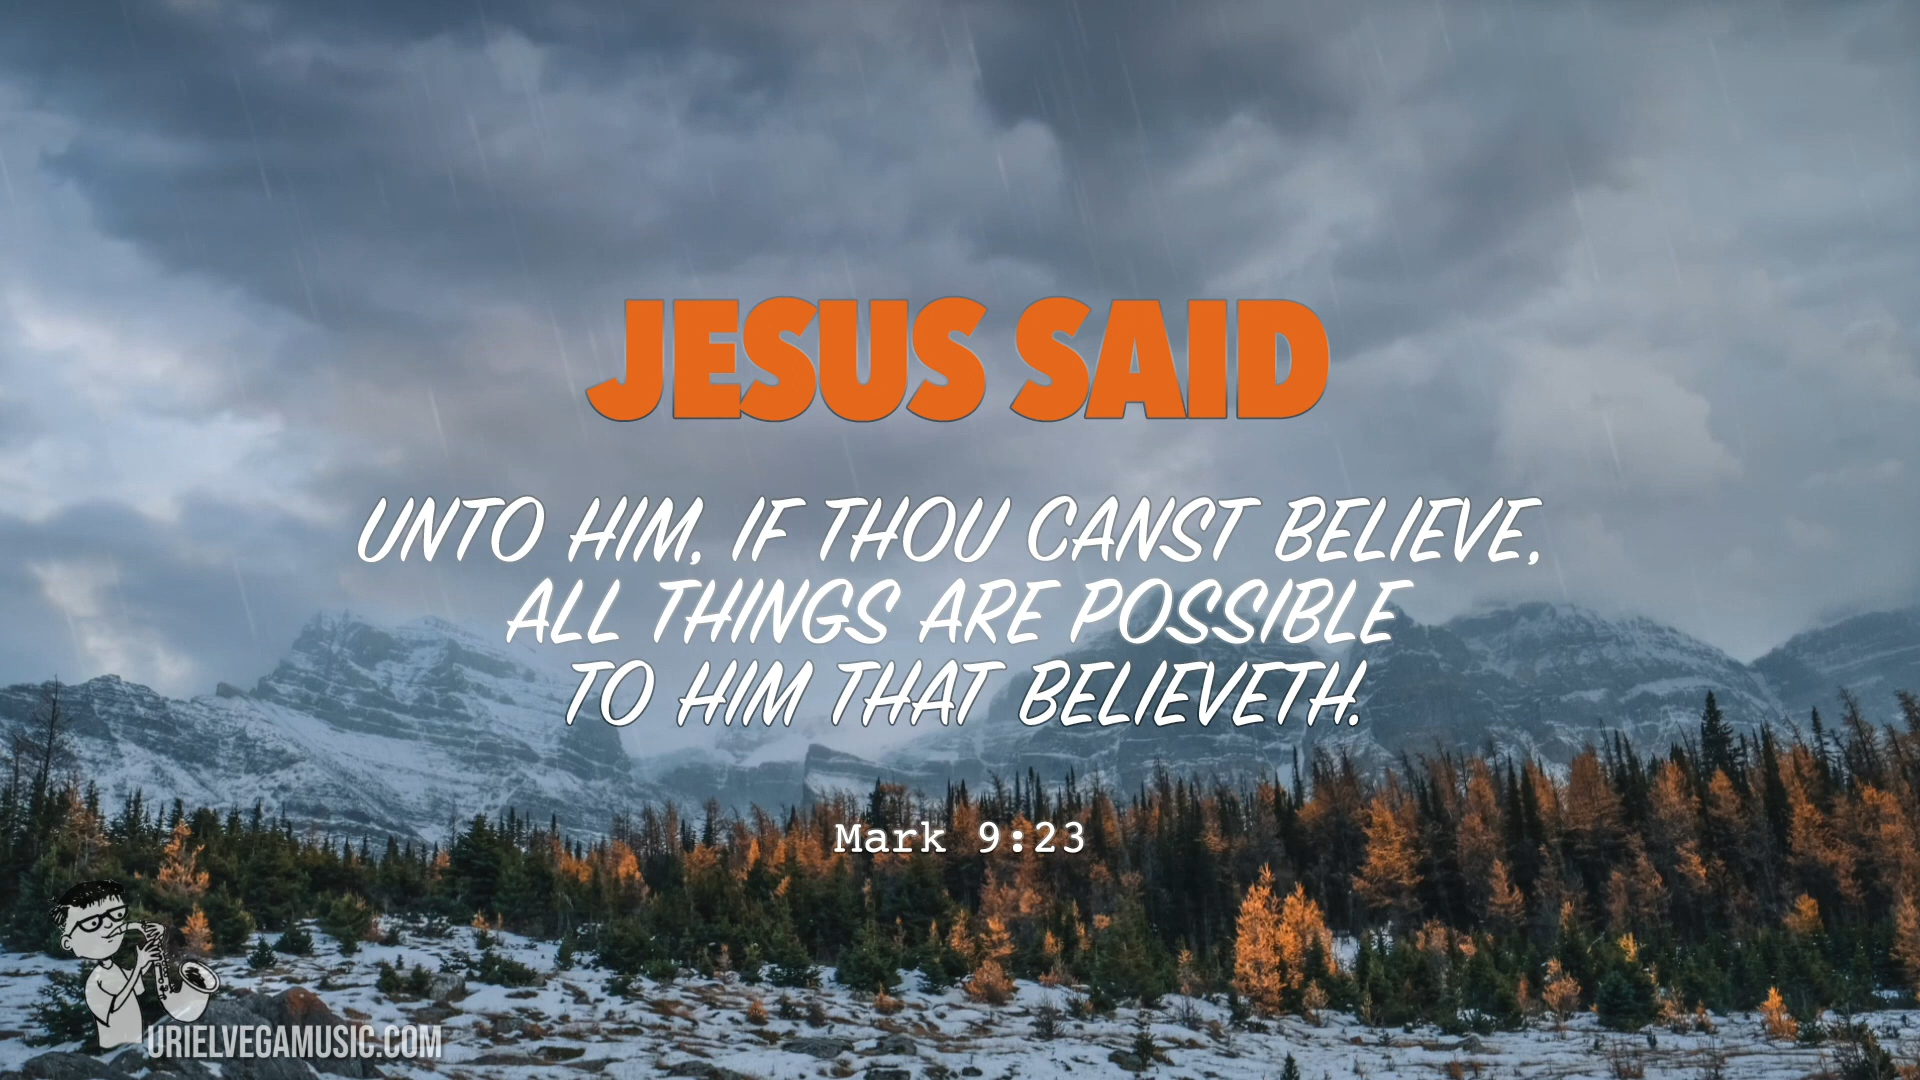 JESUS SAID
UNTO HIM, IF THOU CANST BELIEVE,
ALL THINGS ARE POSSIBLE
TO HIM THAT BELIEVETH.
Mark 9:23
URIELVEGAMUSIC.COM